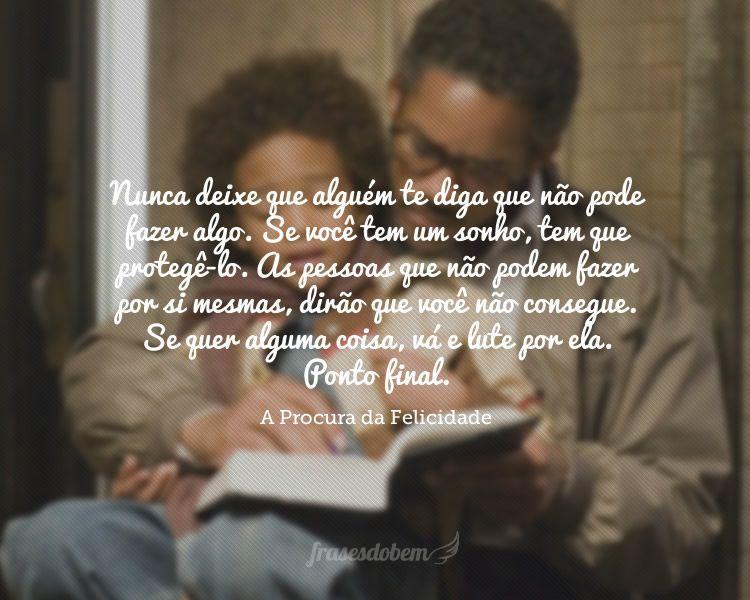 Nunca deixe que alguém te diga que não pode
fazer algo. Se você tem um sonho, tem que
protegê-lo. As pessoas que não podem fazer
por si mesmas, dirão que você não consegue.
Se quer alguma coisa, vá e lute por ela.
Ponto final.
A Procura da Felicidade
frasesdobem